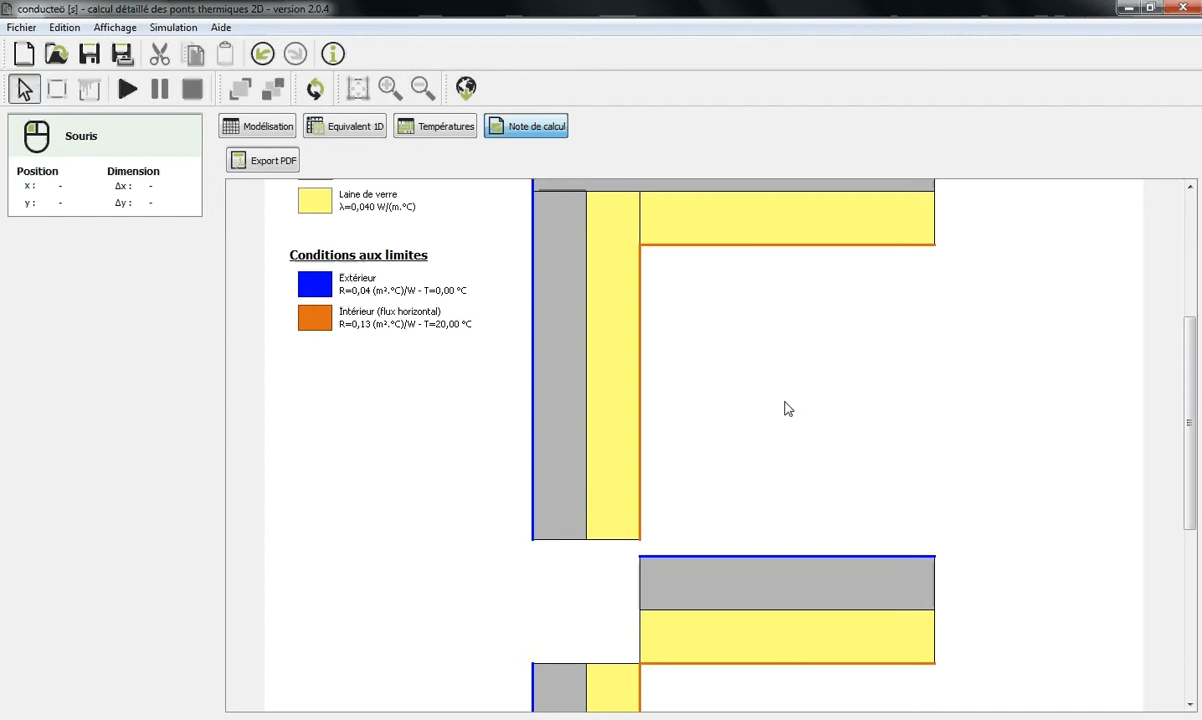 conducteö [s] - calcul détaillé des ponts thermiques 2D - version 2.0.4
Fichier Edition Affichage Simulation Aide
Souris
Position Dimension
x : - Δx : -
y : - Δy : -
Modélisation Equivalent 1D Températures Note de calcul
Export PDF
Laine de verre
λ=0,040 W/(m.°C)
Conditions aux limites
Extérieur
R=0,04 (m².°C)/W - T=0,00 °C
Intérieur (flux horizontal)
R=0,13 (m².°C)/W - T=20,00 °C